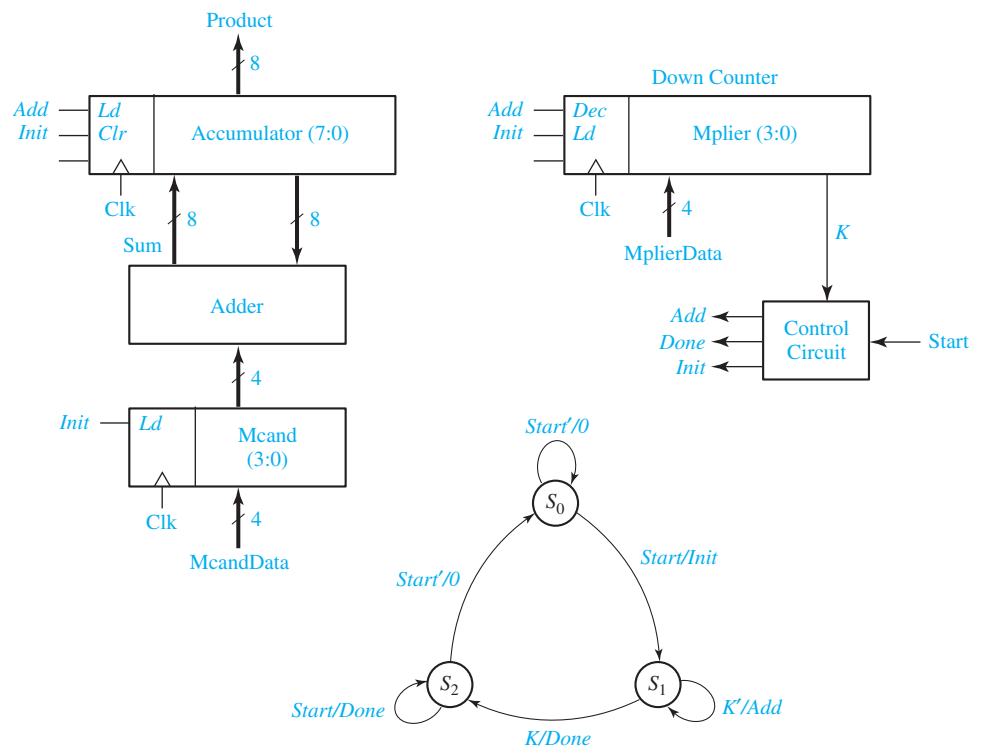 Product
8
Add
Ld
Init
Clr
Accumulator (7:0)
Clk
8
8
Sum
Adder
4
Init
Ld
Mcand
(3:0)
Clk
4
McandData
Down Counter
Add
Dec
Init
Ld
Mplier (3:0)
Clk
4
MplierData
K
Add
Done
Init
Control
Circuit
Start
Start′/0
S0
Start/Init
Start′/0
S2
S1
Start/Done
K′/Add
K/Done